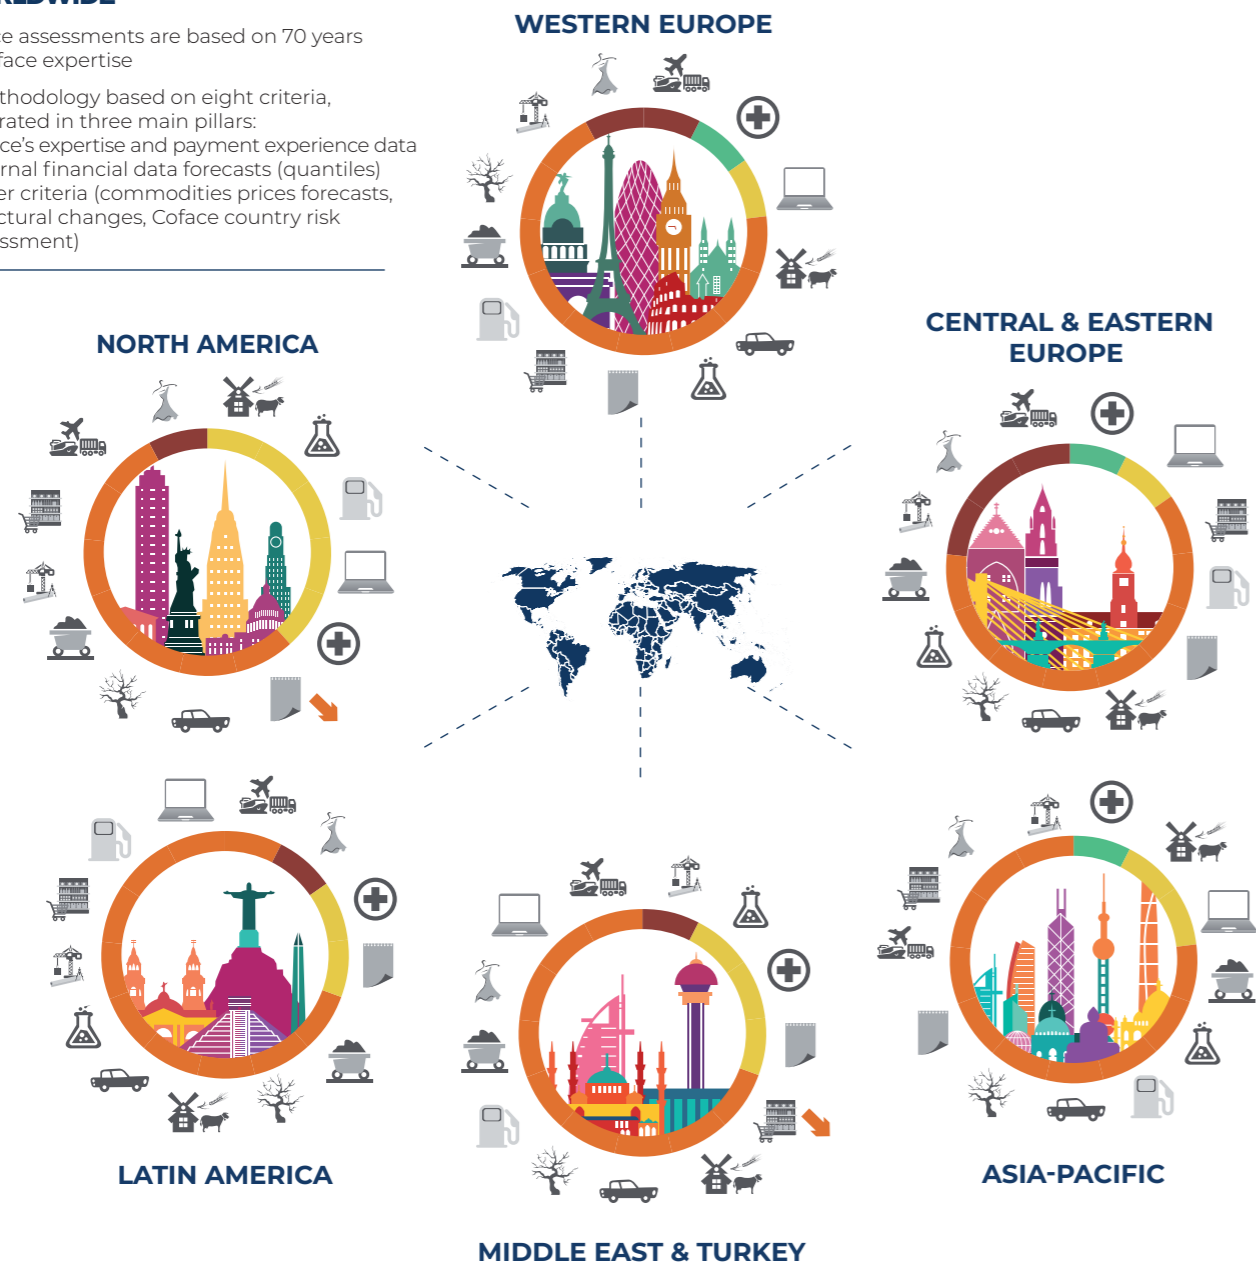 ce assessments are based on 70 years
face expertise
thodology based on eight criteria,
rated in three main pillars:
ce's expertise and payment experience data
rnal financial data forecasts (quantiles)
er criteria (commodities prices forecasts,
ctural changes, Coface country risk
ssment)
WESTERN EUROPE
NORTH AMERICA
CENTRAL & EASTERN
EUROPE
LATIN AMERICA
ASIA-PACIFIC
MIDDLE EAST & TURKEY